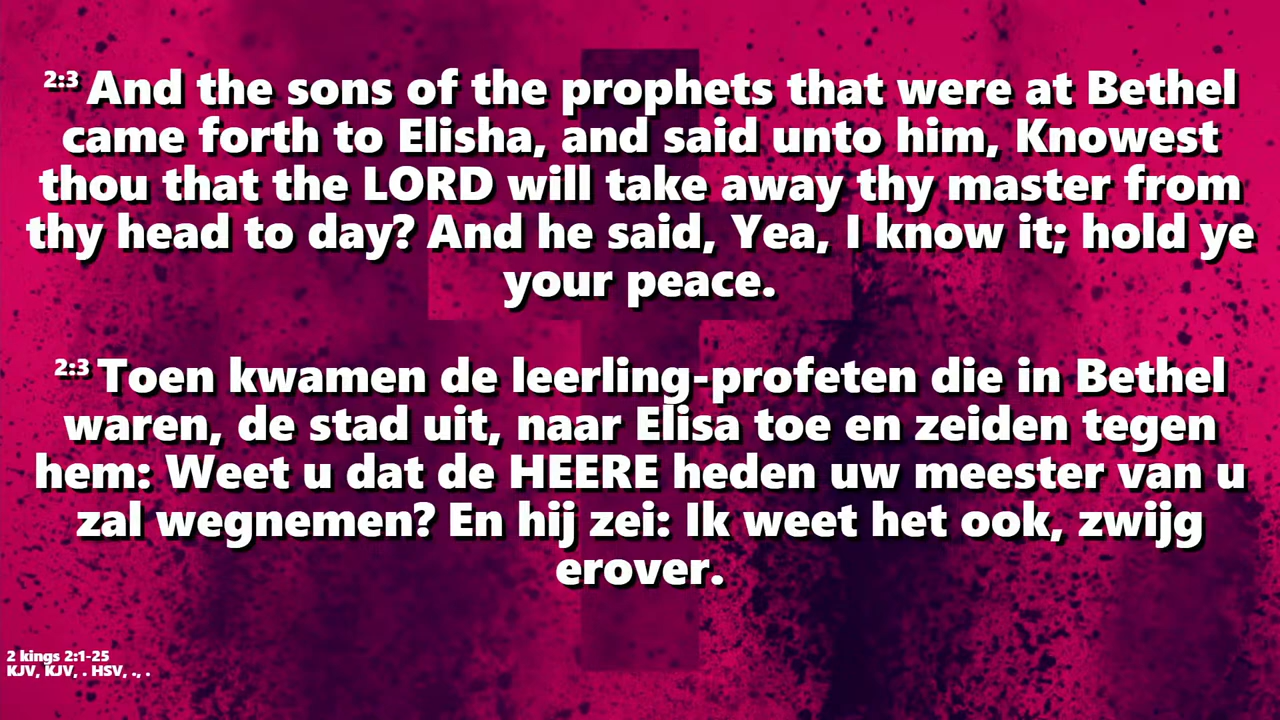 2:3 And the sons of the prophets that were at Bethel
came forth to Elisha, and said unto him, Knowest
thou that the LORD will take away thy master from
thy head to day? And he said, Yea, I know it; hold ye
your peace.
2:3 Toen kwamen de leerling-profeten die in Bethel
waren, de stad uit, naar Elisa toe en zeiden tegen
hem: Weet u dat de HEERE heden uw meester van u
zal wegnemen? En hij zei: Ik weet het ook, zwijg
erover.
2 kings 2:1-25
KJV, KJV, . HSV, ., .